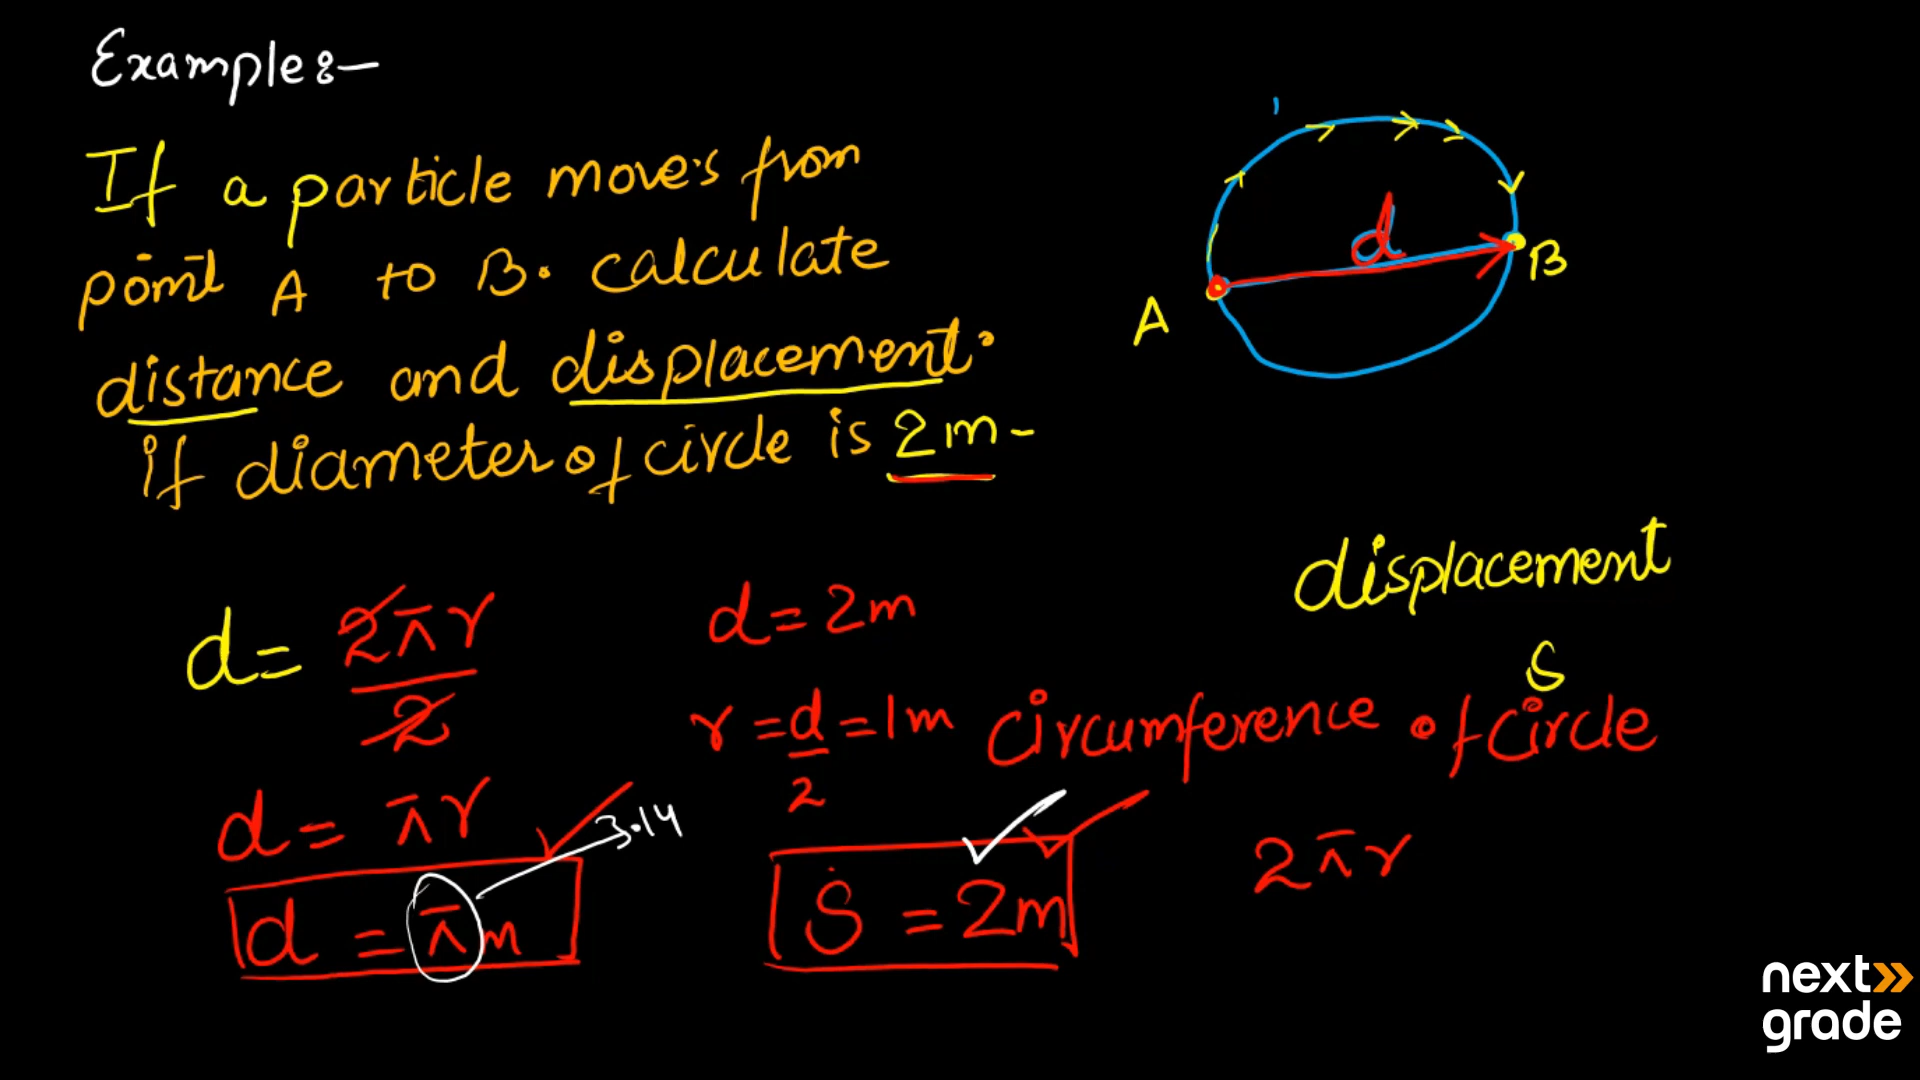 Example:-
If a particle moves from
point A to B. calculate
distance and displacement.
if diameter of circle is 2m-
d
A
B
displacement
S
d = 2πr/2
d = 2m
r = d/2 = 1m
circumference of circle
2πr
d = πr
3.14
d = πm
S = 2m
next
grade